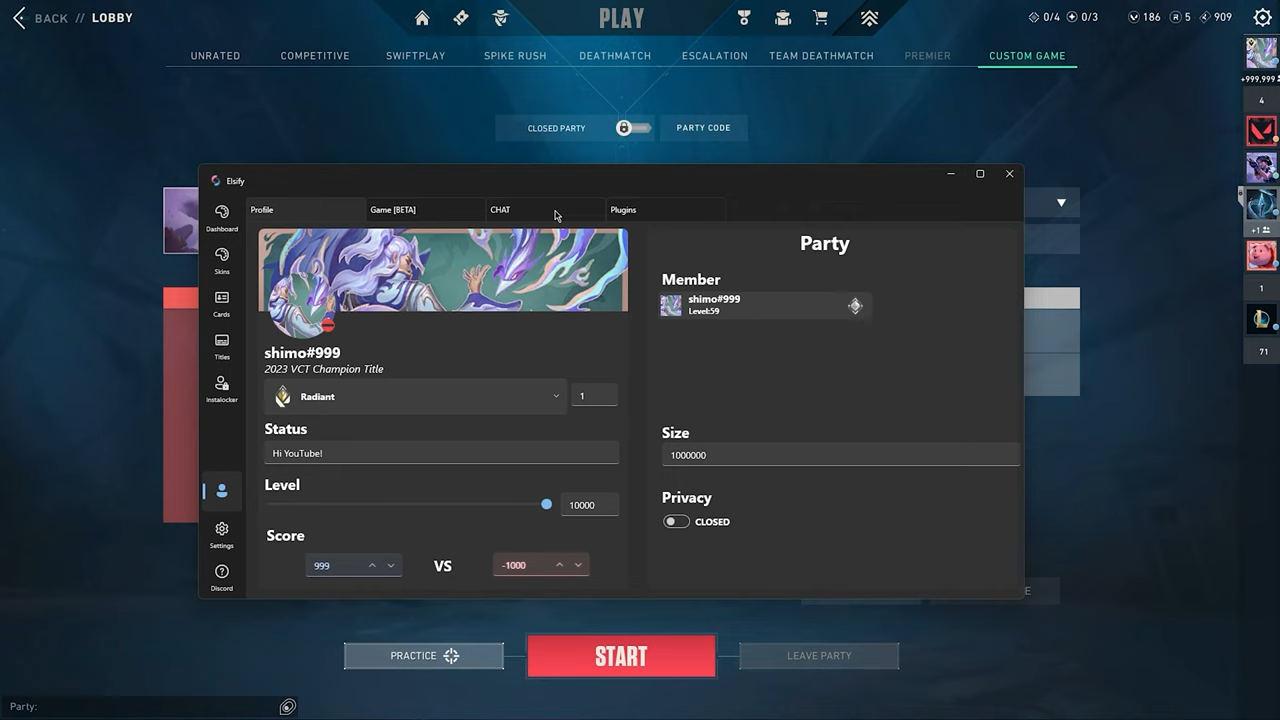 BACK // LOBBY
PLAY
0/4 0/3 186 R 5 909
UNRATED COMPETITIVE SWIFTPLAY SPIKE RUSH DEATHMATCH ESCALATION TEAM DEATHMATCH PREMIER CUSTOM GAME
+999,999
CLOSED PARTY PARTY CODE
4
Elsify
Profile Game [BETA] CHAT Plugins
Dashboard
Skins
Cards
Titles
Instalocker
Settings
Discord
shimo#999
2023 VCT Champion Title
Radiant 1
Status
Hi YouTube!
Level
10000
Score
999 VS -1000
Party
Member
shimo#999
Level:59
Size
1000000
Privacy
CLOSED
+1
1
71
E
PRACTICE START LEAVE PARTY
Party: